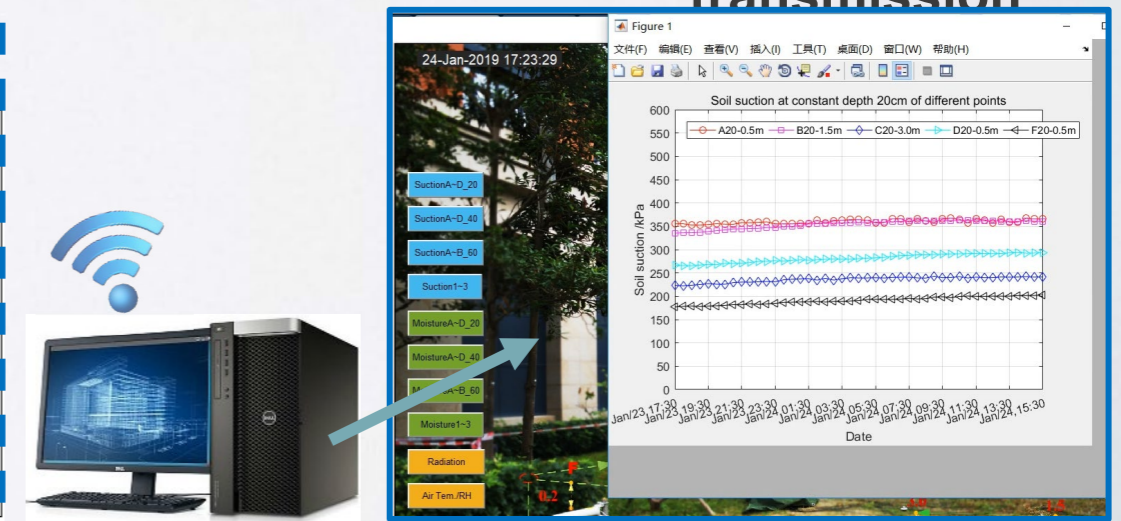 transmission
24-Jan-2019 17:23:29
SuctionA~D_20
SuctionA~D_40
SuctionA~B_60
Suction1~3
MoistureA~D_20
MoistureA~D_40
Moisture1~3
Radiation
Air Tem./RH
Figure 1
文件(F) 编辑(E) 查看(V) 插入(I) 工具(T) 桌面(D) 窗口(W) 帮助(H)
Soil suction at constant depth 20cm of different points
A20-0.5m B20-1.5m C20-3.0m D20-0.5m F20-0.5m
600
550
500
450
400
350
300
250
200
150
100
50
0
Soil suction /kPa
Jan/23,17:30 Jan/23,19:30 Jan/23,21:30 Jan/23,23:30 Jan/24,01:30 Jan/24,03:30 Jan/24,05:30 Jan/24,07:30 Jan/24,09:30 Jan/24,11:30 Jan/24,13:30 Jan/24,15:30
Date
DELL